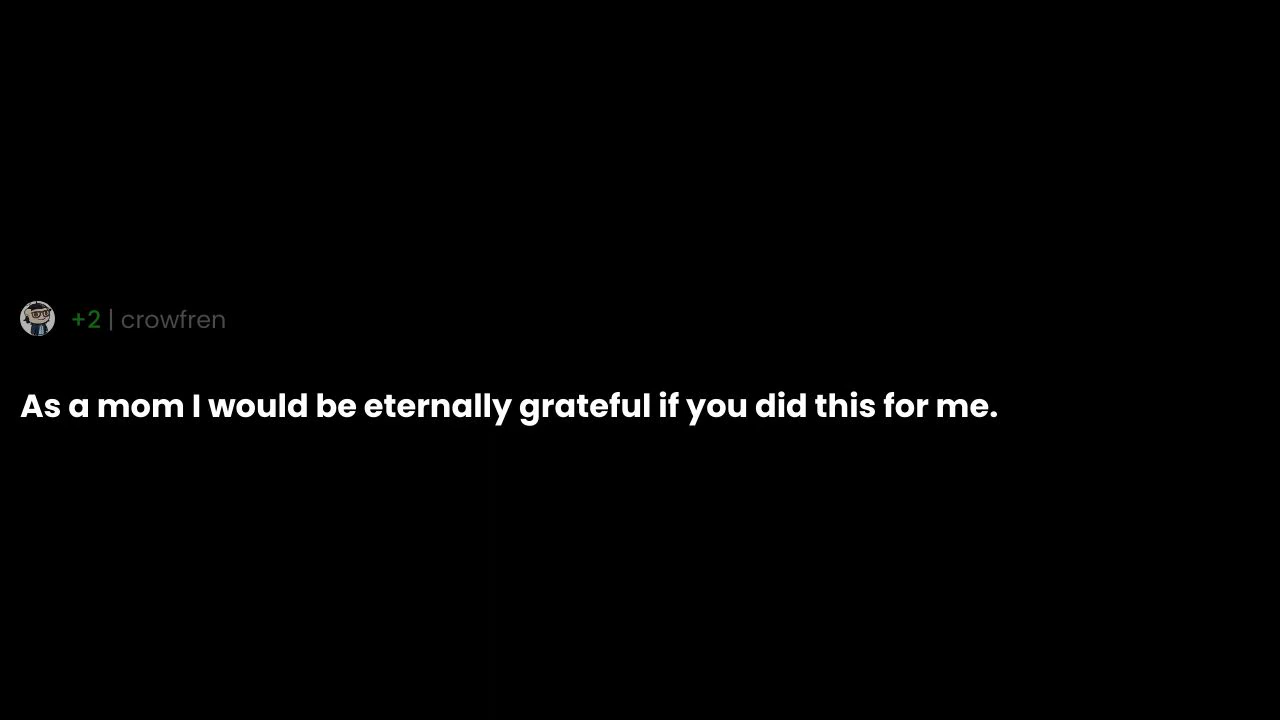 +2 | crowfren
As a mom I would be eternally grateful if you did this for me.